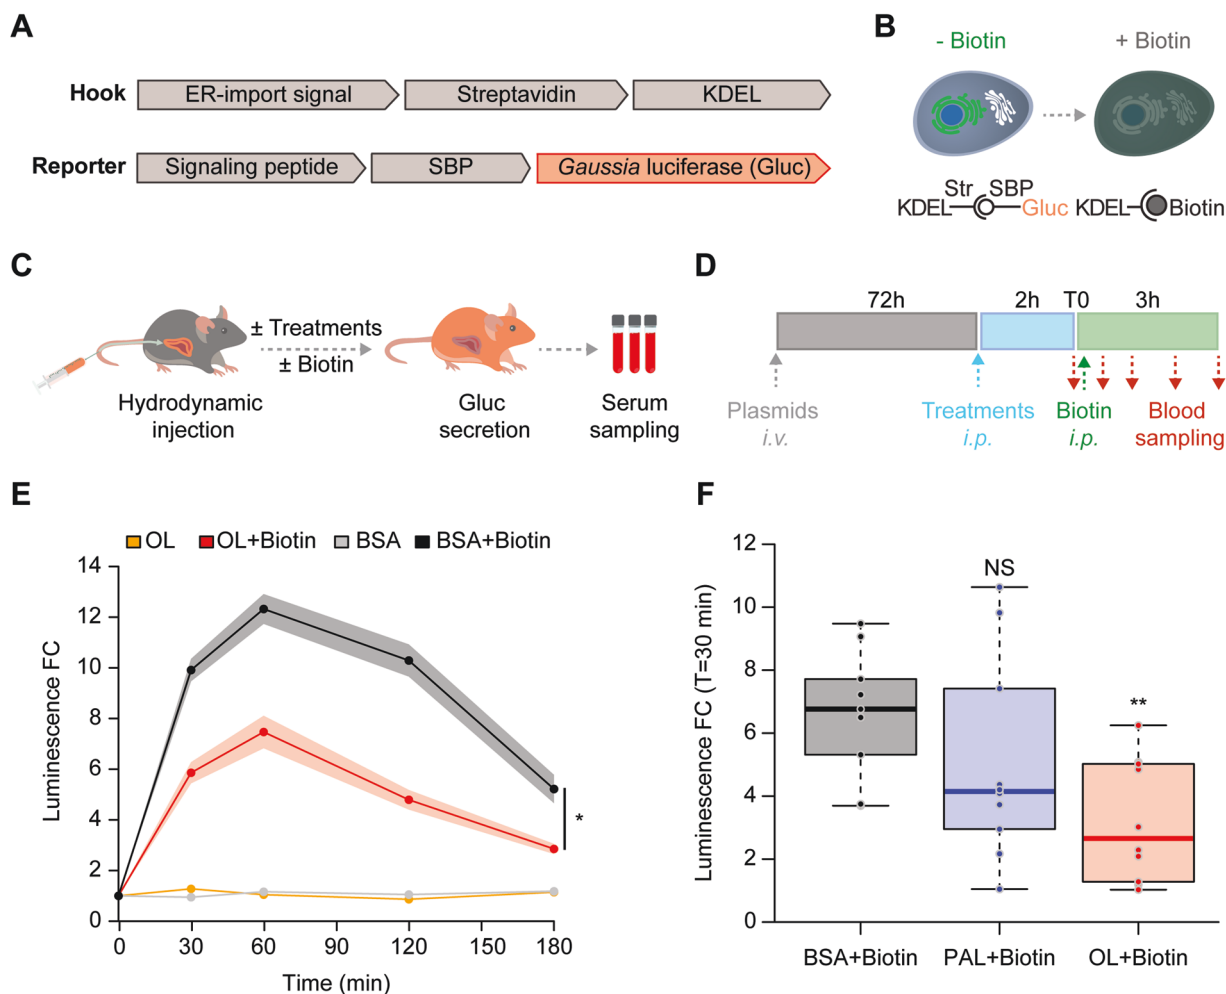 A
Hook
ER-import signal
Streptavidin
KDEL
Reporter
Signaling peptide
SBP
Gaussia luciferase (Gluc)
B
- Biotin
+ Biotin
Str
SBP
KDEL
Gluc
KDEL
Biotin
C
± Treatments
± Biotin
Hydrodynamic
injection
Gluc
secretion
Serum
sampling
D
72h
2h
T0
3h
Plasmids
i.v.
Treatments
i.p.
Biotin
i.p.
Blood
sampling
E
OL
OL+Biotin
BSA
BSA+Biotin
Luminescence FC
14
12
10
8
6
4
2
0
*
0
30
60
90
120
150
180
Time (min)
F
Luminescence FC (T=30 min)
12
10
8
6
4
2
0
NS
**
BSA+Biotin
PAL+Biotin
OL+Biotin